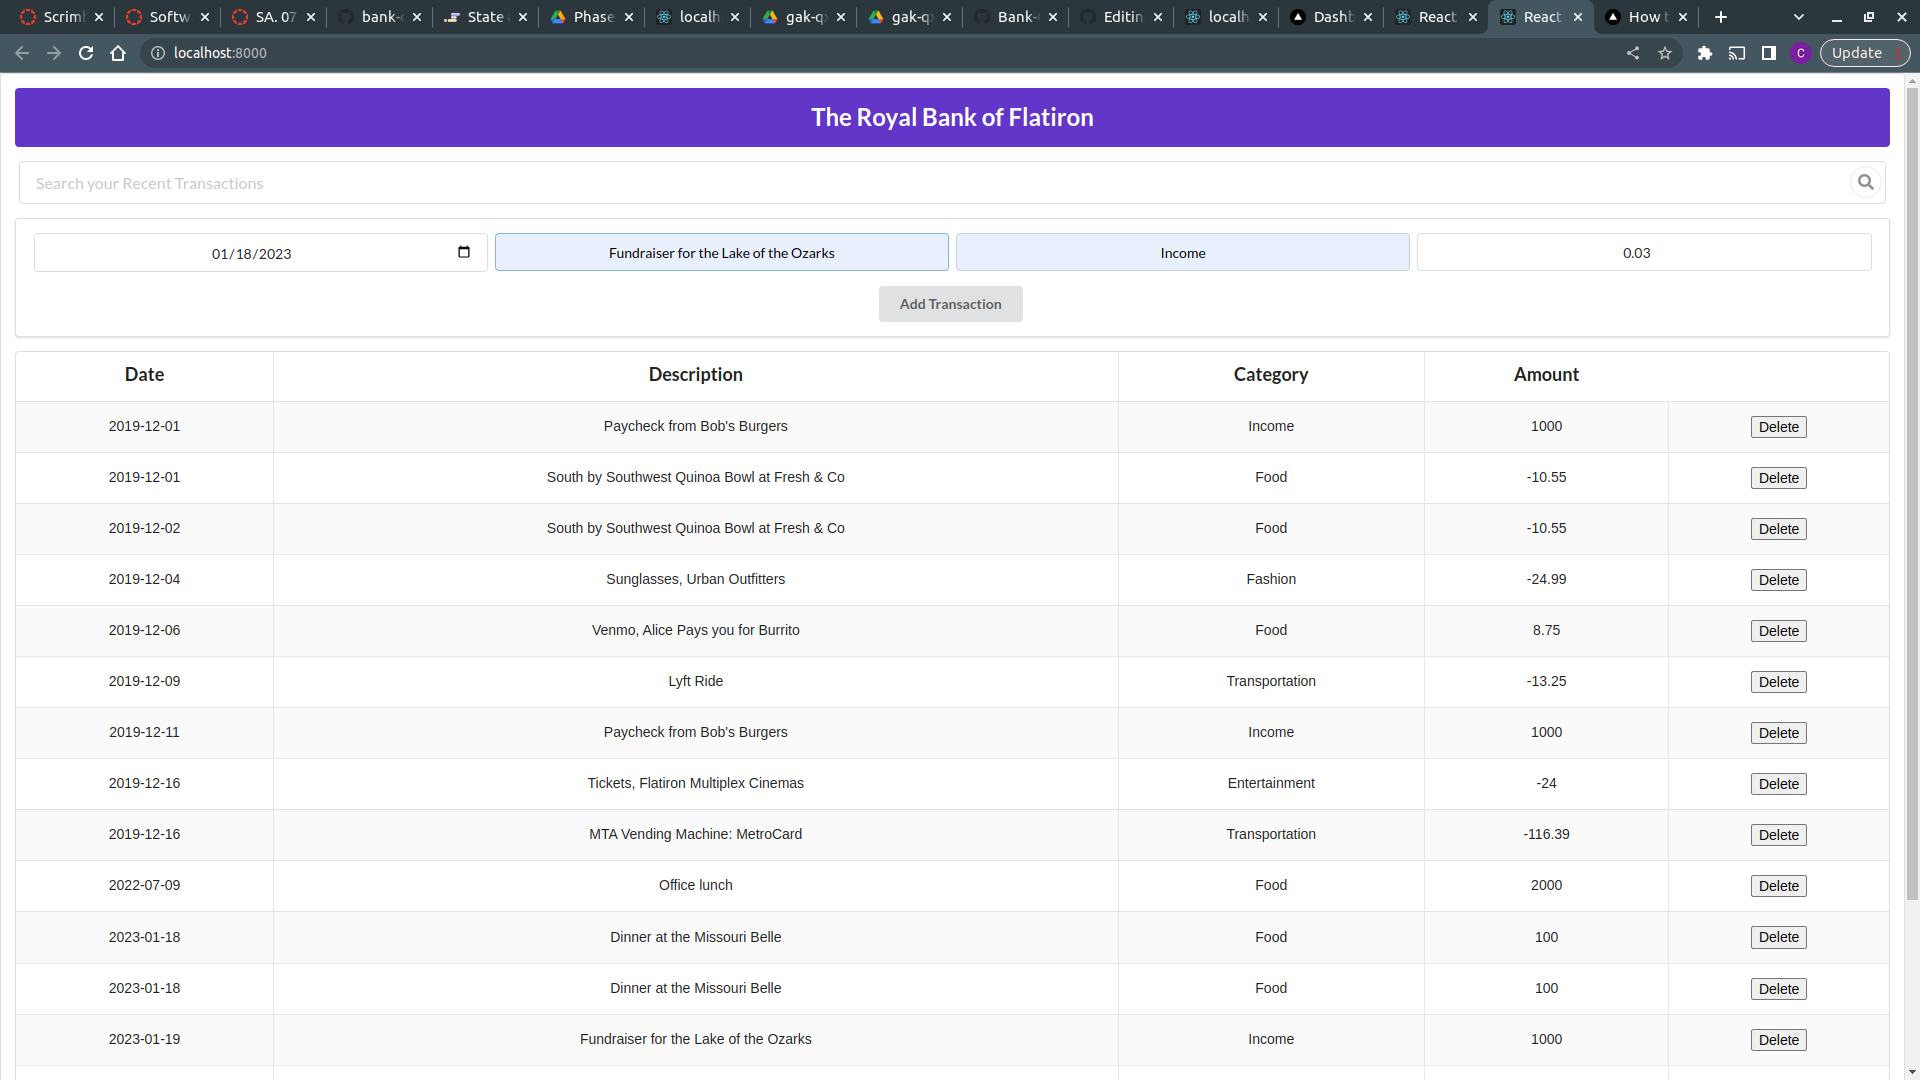 Scrim Softw SA. 07 bank- State Phase localh gak-q gak-q Bank- Editin localh Dashb React React How t
localhost:8000 C Update
The Royal Bank of Flatiron
Search your Recent Transactions
01/18/2023 Fundraiser for the Lake of the Ozarks Income 0.03
Add Transaction
Date Description Category Amount
2019-12-01 Paycheck from Bob's Burgers Income 1000 Delete
2019-12-01 South by Southwest Quinoa Bowl at Fresh & Co Food -10.55 Delete
2019-12-02 South by Southwest Quinoa Bowl at Fresh & Co Food -10.55 Delete
2019-12-04 Sunglasses, Urban Outfitters Fashion -24.99 Delete
2019-12-06 Venmo, Alice Pays you for Burrito Food 8.75 Delete
2019-12-09 Lyft Ride Transportation -13.25 Delete
2019-12-11 Paycheck from Bob's Burgers Income 1000 Delete
2019-12-16 Tickets, Flatiron Multiplex Cinemas Entertainment -24 Delete
2019-12-16 MTA Vending Machine: MetroCard Transportation -116.39 Delete
2022-07-09 Office lunch Food 2000 Delete
2023-01-18 Dinner at the Missouri Belle Food 100 Delete
2023-01-18 Dinner at the Missouri Belle Food 100 Delete
2023-01-19 Fundraiser for the Lake of the Ozarks Income 1000 Delete